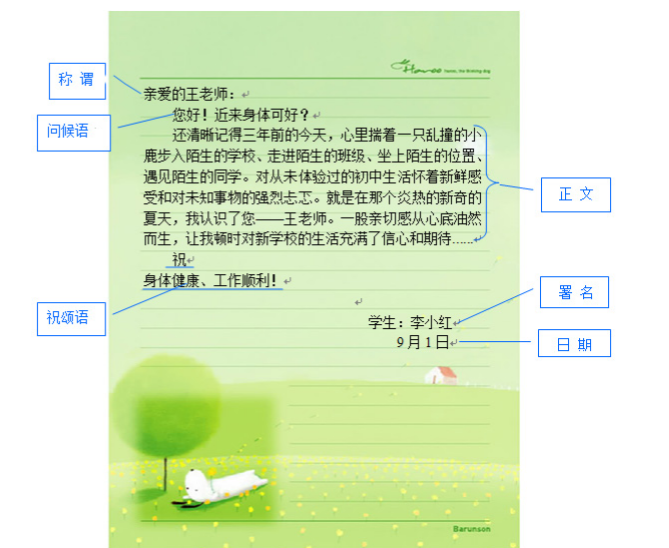 称 谓
亲爱的王老师：
问候语
您好！近来身体可好？
还清晰记得三年前的今天，心里揣着一只乱撞的小
鹿步入陌生的学校、走进陌生的班级、坐上陌生的位置、
遇见陌生的同学。对从未体验过的初中生活怀着新鲜感
受和对未知事物的强烈忐忑。就是在那个炎热的新奇的
夏天，我认识了您——王老师。一股亲切感从心底油然
而生，让我顿时对新学校的生活充满了信心和期待……
正 文
祝
身体健康、工作顺利！
祝颂语
学生：李小红
署 名
9 月 1 日
日 期
Barunson